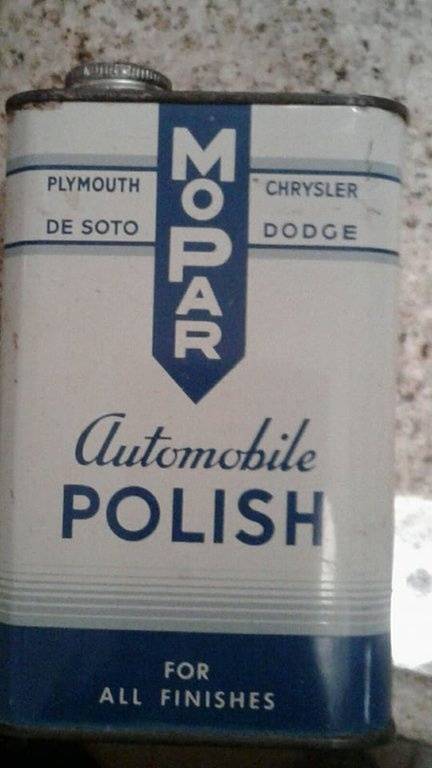 MOPAR
PLYMOUTH
DE SOTO
CHRYSLER
DODGE
Automobile
POLISH
FOR
ALL FINISHES